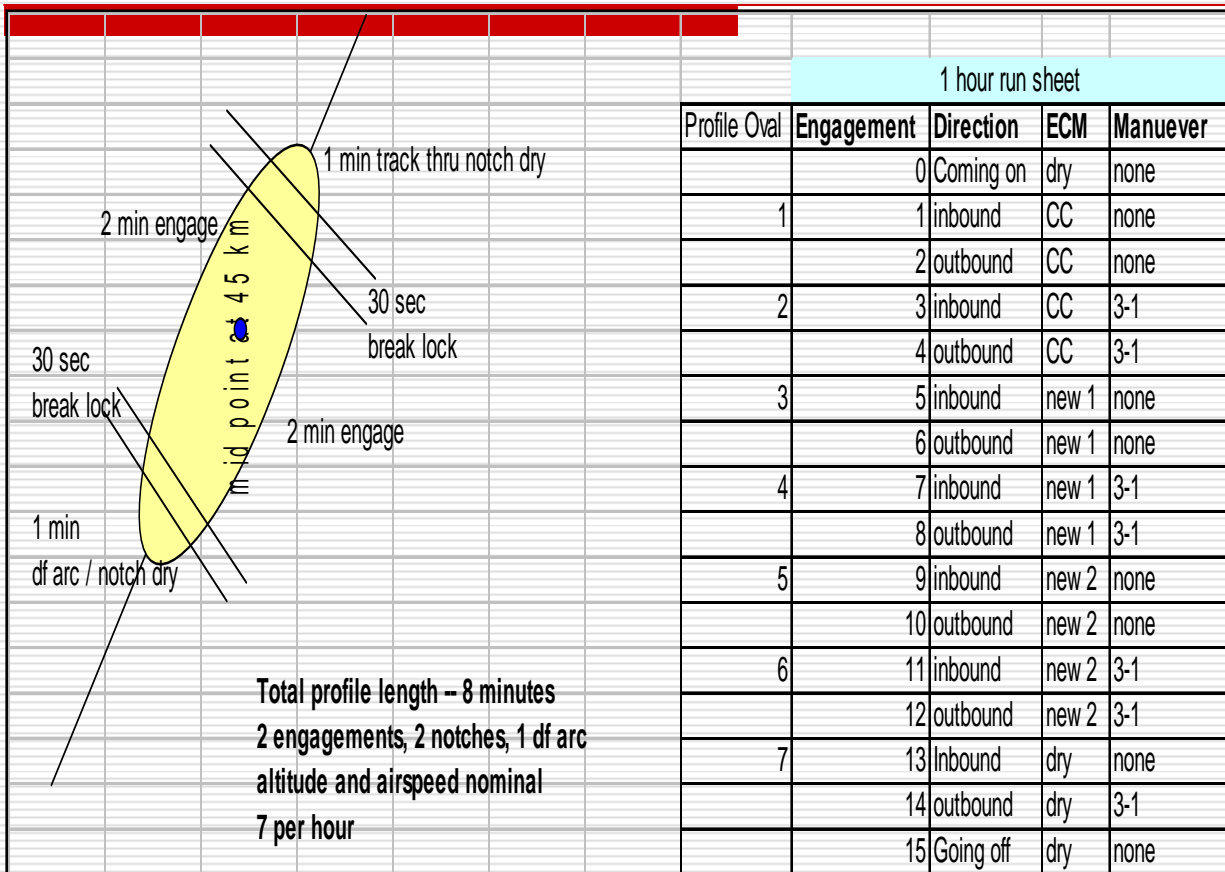 1 min track thru notch dry
2 min engage
mid point at 45 km
30 sec
break lock
30 sec
break lock
2 min engage
1 min
df arc / notch dry
Total profile length -- 8 minutes
2 engagements, 2 notches, 1 df arc
altitude and airspeed nominal
7 per hour
1 hour run sheet
Profile Oval Engagement Direction ECM Manuever
0 Coming on dry none
1 1 inbound CC none
2 outbound CC none
2 3 inbound CC 3-1
4 outbound CC 3-1
3 5 inbound new 1 none
6 outbound new 1 none
4 7 inbound new 1 3-1
8 outbound new 1 3-1
5 9 inbound new 2 none
10 outbound new 2 none
6 11 inbound new 2 3-1
12 outbound new 2 3-1
7 13 Inbound dry none
14 outbound dry 3-1
15 Going off dry none